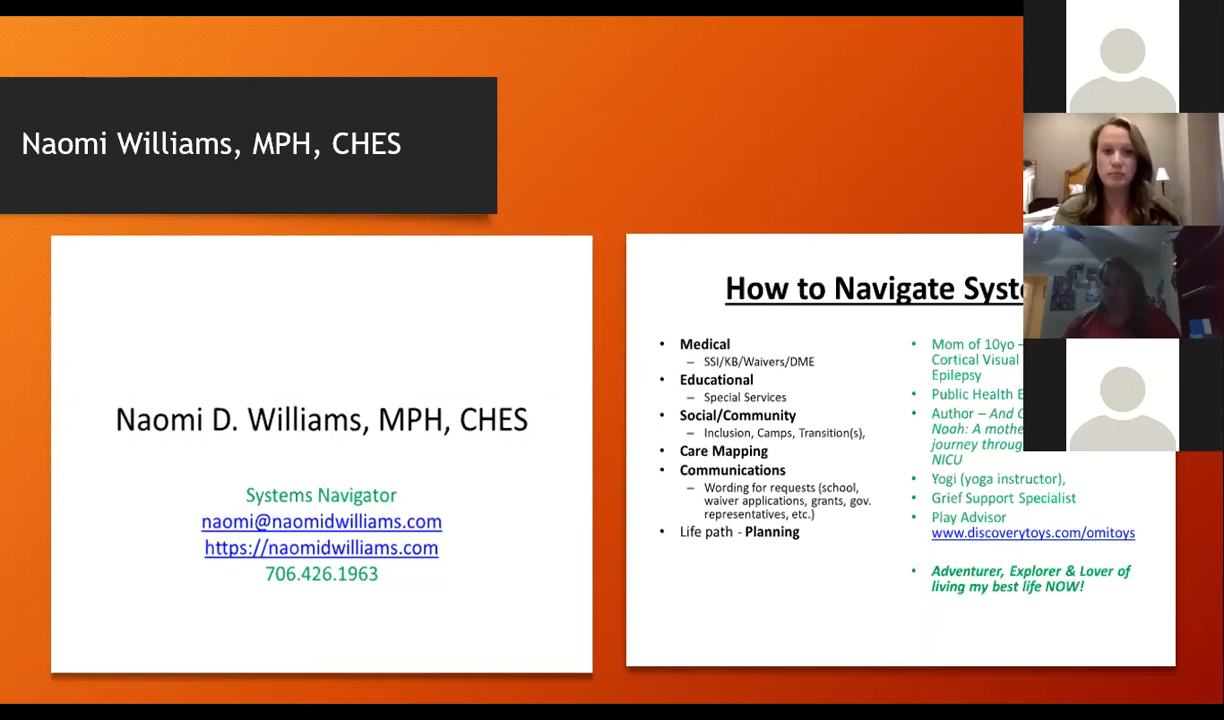 Naomi Williams, MPH, CHES
Naomi D. Williams, MPH, CHES
Systems Navigator
naomi@naomidwilliams.com
https://naomidwilliams.com
706.426.1963
How to Navigate
• Medical
– SSI/KB/Waivers/DME
• Educational
– Special Services
• Social/Community
– Inclusion, Camps, Transition(s),
• Care Mapping
• Communications
– Wording for requests (school,
waiver applications, grants, gov.
representatives, etc.)
• Life path - Planning
• Mom of 10yo –
Cortical Visual
Epilepsy
• Public Health
• Author – And
Noah: A
journey
NICU
• Yogi (yoga instructor),
• Grief Support Specialist
• Play Advisor
www.discoverytoys.com/omitoys
• Adventurer, Explorer & Lover of
living my best life NOW!